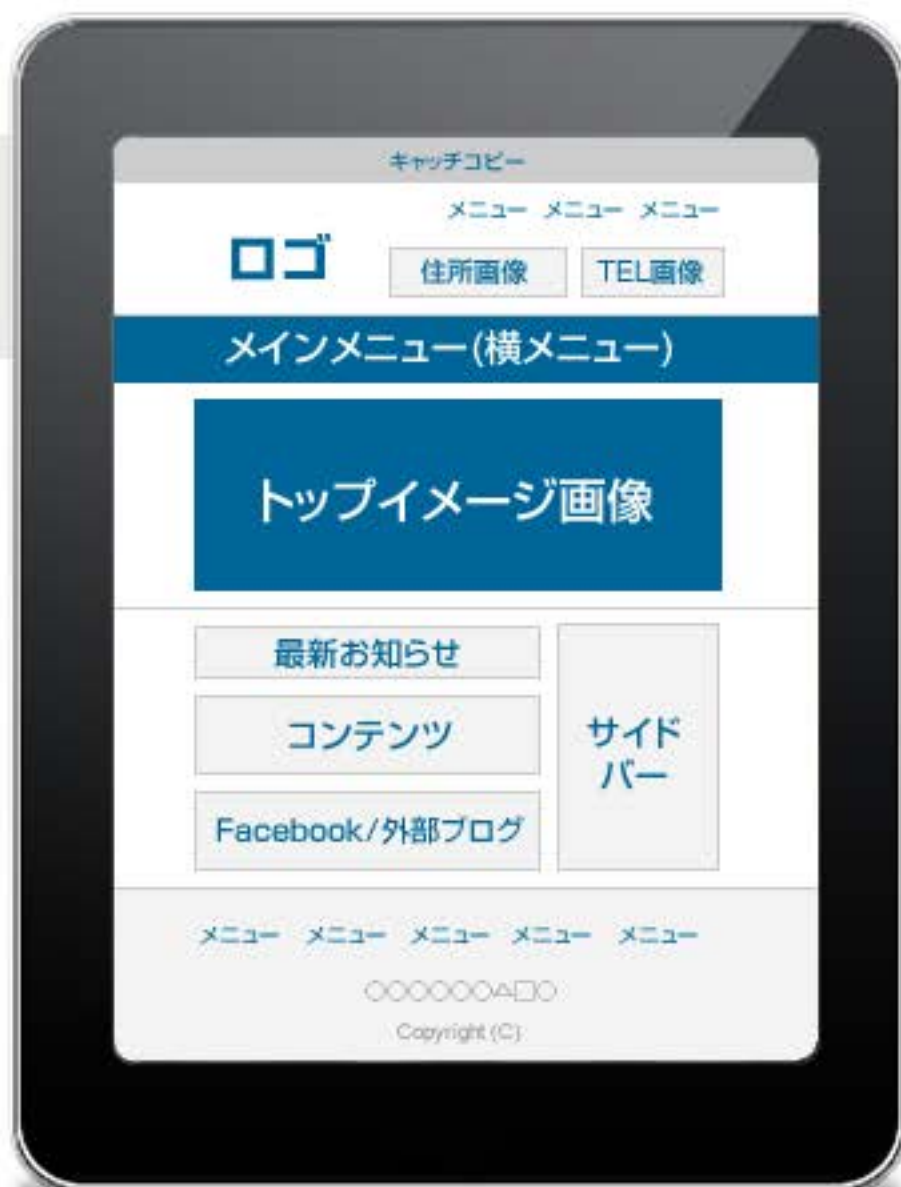 キャッチコピー
メニュー メニュー メニュー
ロゴ
住所画像 TEL画像
メインメニュー(横メニュー)
トップイメージ画像
最新お知らせ
コンテンツ
Facebook/外部ブログ
サイド
バー
メニュー メニュー メニュー メニュー メニュー
○○○○○○△□○
Copyright (C)